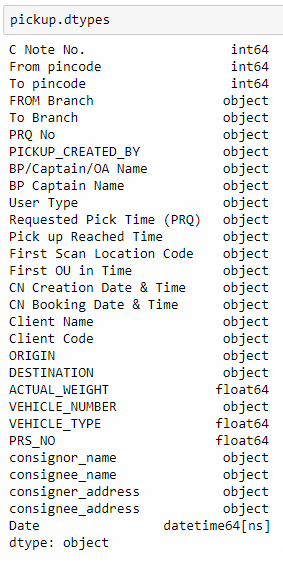 pickup.dtypes
C Note No. int64
From pincode int64
To pincode int64
FROM Branch object
To Branch object
PRQ No object
PICKUP_CREATED_BY object
BP/Captain/OA Name object
BP Captain Name object
User Type object
Requested Pick Time (PRQ) object
Pick up Reached Time object
First Scan Location Code object
First OU in Time object
CN Creation Date & Time object
CN Booking Date & Time object
Client Name object
Client Code object
ORIGIN object
DESTINATION object
ACTUAL_WEIGHT float64
VEHICLE_NUMBER object
VEHICLE_TYPE float64
PRS_NO float64
consignor_name object
consignee_name object
consigner_address object
consignee_address object
Date datetime64[ns]
dtype: object